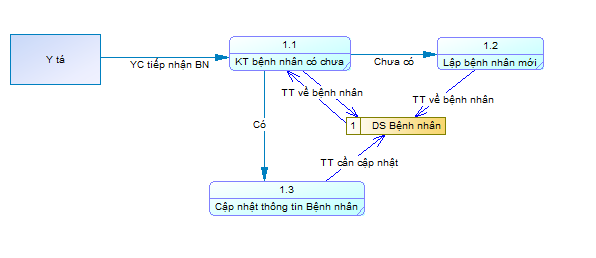 Y tá
YC tiếp nhận BN
1.1
KT bệnh nhân có chưa
Chưa có
1.2
Lập bệnh nhân mới
TT về bệnh nhân
TT về bệnh nhân
Có
1 DS Bệnh nhân
TT cần cập nhật
1.3
Cập nhật thông tin Bệnh nhân